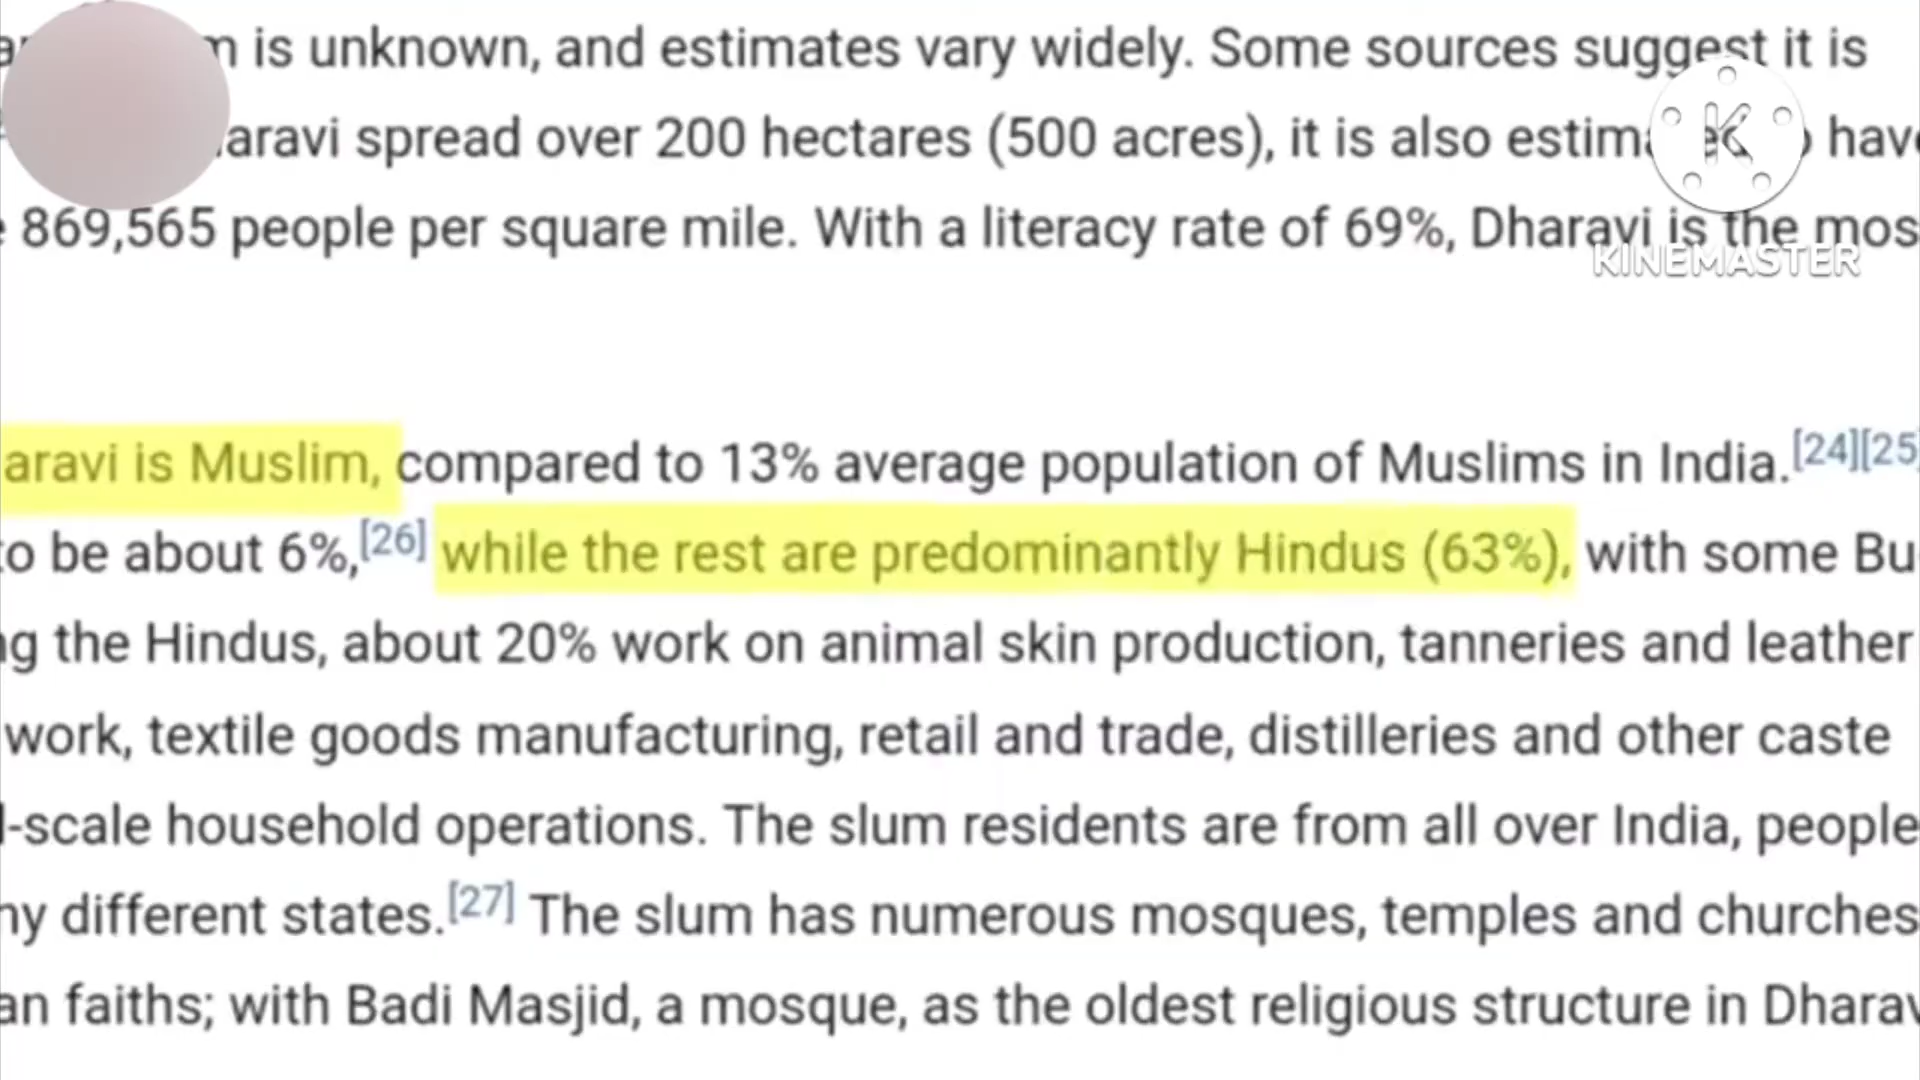 is unknown, and estimates vary widely. Some sources suggest it is
aravi spread over 200 hectares (500 acres), it is also estimated to have
869,565 people per square mile. With a literacy rate of 69%, Dharavi is the mos
K
KINEMASTER
aravi is Muslim, compared to 13% average population of Muslims in India.[24][25]
to be about 6%,[26] while the rest are predominantly Hindus (63%), with some Bu
ng the Hindus, about 20% work on animal skin production, tanneries and leather
work, textile goods manufacturing, retail and trade, distilleries and other caste
l-scale household operations. The slum residents are from all over India, people
ny different states.[27] The slum has numerous mosques, temples and churches
an faiths; with Badi Masjid, a mosque, as the oldest religious structure in Dharav